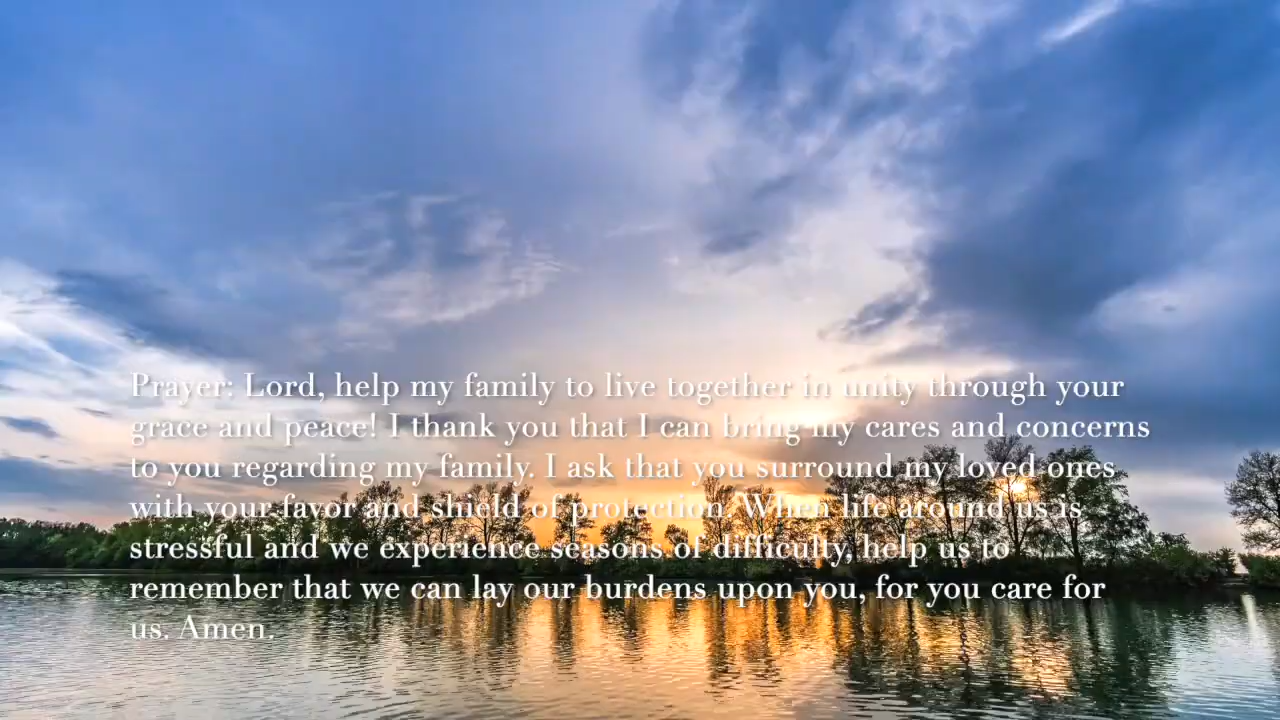 Prayer: Lord, help my family to live together in unity through your
grace and peace! I thank you that I can bring my cares and concerns
to you regarding my family. I ask that you surround my loved ones
with your favor and shield of protection. When life around us is
stressful and we experience seasons of difficulty, help us to
remember that we can lay our burdens upon you, for you care for
us. Amen.